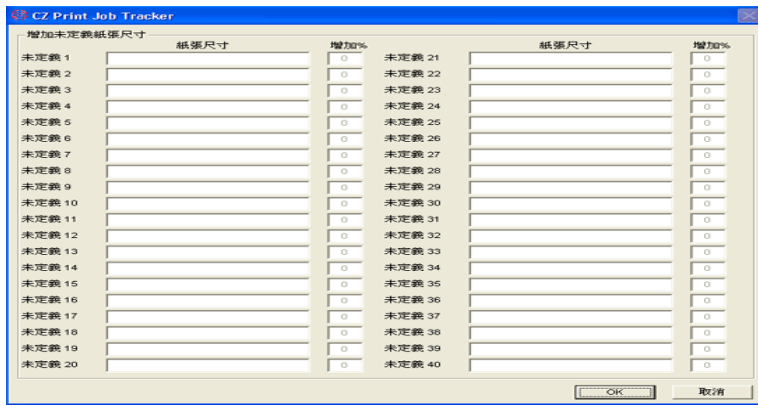 CZ Print Job Tracker
增加未定義紙張尺寸
紙張尺寸 增加% 紙張尺寸 增加%
未定義 1 0 未定義 21 0
未定義 2 0 未定義 22 0
未定義 3 0 未定義 23 0
未定義 4 0 未定義 24 0
未定義 5 0 未定義 25 0
未定義 6 0 未定義 26 0
未定義 7 0 未定義 27 0
未定義 8 0 未定義 28 0
未定義 9 0 未定義 29 0
未定義 10 0 未定義 30 0
未定義 11 0 未定義 31 0
未定義 12 0 未定義 32 0
未定義 13 0 未定義 33 0
未定義 14 0 未定義 34 0
未定義 15 0 未定義 35 0
未定義 16 0 未定義 36 0
未定義 17 0 未定義 37 0
未定義 18 0 未定義 38 0
未定義 19 0 未定義 39 0
未定義 20 0 未定義 40 0
OK 取消